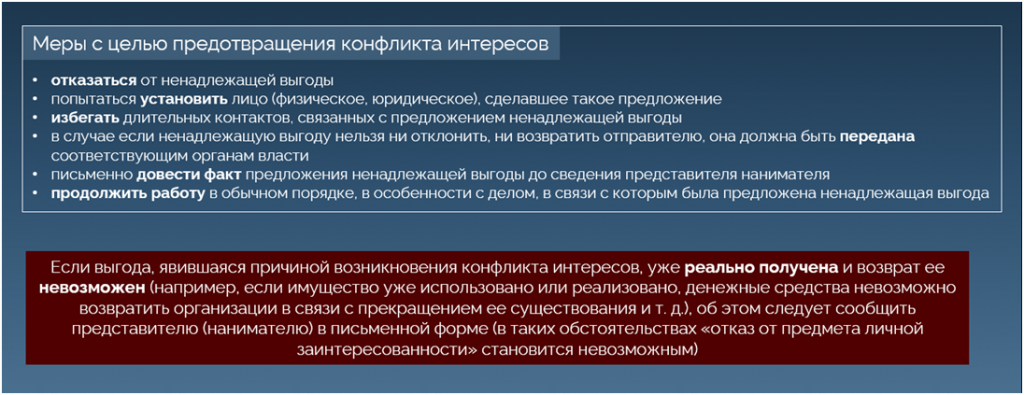 Меры с целью предотвращения конфликта интересов
• отказаться от ненадлежащей выгоды
• попытаться установить лицо (физическое, юридическое), сделавшее такое предложение
• избегать длительных контактов, связанных с предложением ненадлежащей выгоды
• в случае если ненадлежащую выгоду нельзя ни отклонить, ни возвратить отправителю, она должна быть передана
соответствующим органам власти
• письменно довести факт предложения ненадлежащей выгоды до сведения представителя нанимателя
• продолжить работу в обычном порядке, в особенности с делом, в связи с которым была предложена ненадлежащая выгода
Если выгода, явившаяся причиной возникновения конфликта интересов, уже реально получена и возврат ее
невозможен (например, если имущество уже использовано или реализовано, денежные средства невозможно
возвратить организации в связи с прекращением ее существования и т. д.), об этом следует сообщить
представителю (нанимателю) в письменной форме (в таких обстоятельствах «отказ от предмета личной
заинтересованности» становится невозможным)